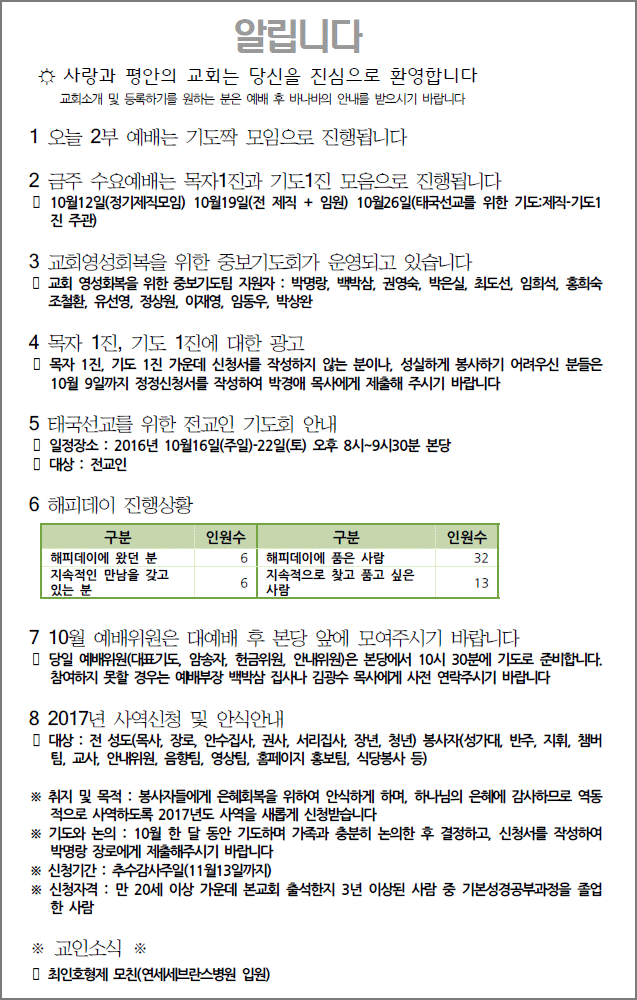 알립니다
☼ 사랑과 평안의 교회는 당신을 진심으로 환영합니다
교회소개 및 등록하기를 원하는 분은 예배 후 바나바의 안내를 받으시기 바랍니다
1 오늘 2부 예배는 기도짝 모임으로 진행됩니다
2 금주 수요예배는 목자1진과 기도1진 모음으로 진행됩니다
▯ 10월12일(정기제직모임) 10월19일(전 제직 + 임원) 10월26일(태국선교를 위한 기도:제직-기도1
진 주관)
3 교회영성회복을 위한 중보기도회가 운영되고 있습니다
▯ 교회 영성회복을 위한 중보기도팀 지원자 : 박명랑, 백박삼, 권영숙, 박은실, 최도선, 임희석, 홍희숙
조철환, 유선영, 정상원, 이재영, 임동우, 박상완
4 목자 1진, 기도 1진에 대한 광고
▯ 목자 1진, 기도 1진 가운데 신청서를 작성하지 않는 분이나, 성실하게 봉사하기 어려우신 분들은
10월 9일까지 정정신청서를 작성하여 박경애 목사에게 제출해 주시기 바랍니다
5 태국선교를 위한 전교인 기도회 안내
▯ 일정장소 : 2016년 10월16일(주일)-22일(토) 오후 8시~9시30분 본당
▯ 대상 : 전교인
6 해피데이 진행상황
구분 인원수 구분 인원수
해피데이에 왔던 분 6 해피데이에 품은 사람 32
지속적인 만남을 갖고 있는 분 6 지속적으로 찾고 품고 싶은 사람 13
7 10월 예배위원은 대예배 후 본당 앞에 모여주시기 바랍니다
▯ 당일 예배위원(대표기도, 암송자, 헌금위원, 안내위원)은 본당에서 10시 30분에 기도로 준비합니다.
참여하지 못할 경우는 예배부장 백박삼 집사나 김광수 목사에게 사전 연락주시기 바랍니다
8 2017년 사역신청 및 안식안내
▯ 대상 : 전 성도(목사, 장로, 안수집사, 권사, 서리집사, 장년, 청년) 봉사자(성가대, 반주, 지휘, 챔버
팀, 교사, 안내위원, 음향팀, 영상팀, 홈페이지 홍보팀, 식당봉사 등)
※ 취지 및 목적 : 봉사자들에게 은혜회복을 위하여 안식하게 하며, 하나님의 은혜에 감사하므로 역동
적으로 사역하도록 2017년도 사역을 새롭게 신청받습니다
※ 기도와 논의 : 10월 한 달 동안 기도하며 가족과 충분히 논의한 후 결정하고, 신청서를 작성하여
박명랑 장로에게 제출해주시기 바랍니다
※ 신청기간 : 추수감사주일(11월13일까지)
※ 신청자격 : 만 20세 이상 가운데 본교회 출석한지 3년 이상된 사람 중 기본성경공부과정을 졸업
한 사람
※ 교인소식 ※
▯ 최인호형제 모친(연세세브란스병원 입원)